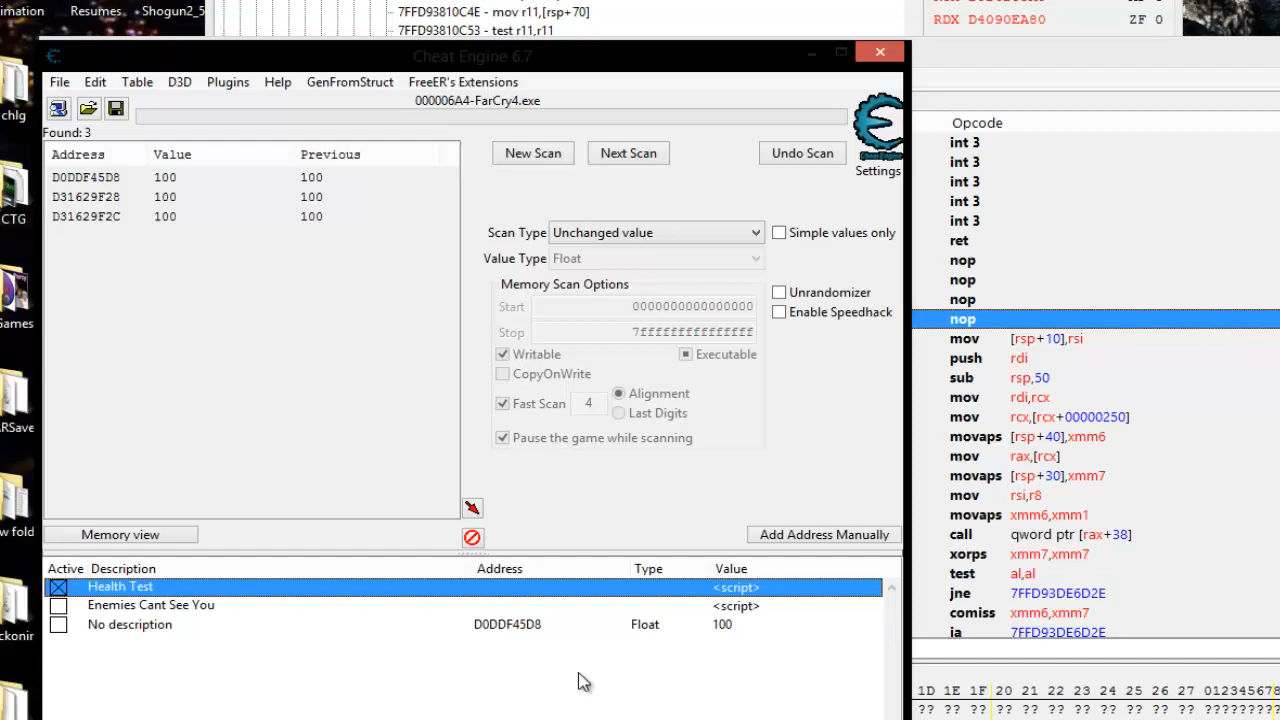 imation Resumes Shogun2_5
7FFD93810C4E - mov r11,[rsp+70]
7FFD93810C53 - test r11,r11
RDX D4090EA80 ZF 0
Cheat Engine 6.7
File Edit Table D3D Plugins Help GenFromStruct FreeER's Extensions
000006A4-FarCry4.exe
Found: 3
Address Value Previous
D0DDF45D8 100 100
D31629F28 100 100
D31629F2C 100 100
New Scan Next Scan Undo Scan
Cheat Engine
Settings
Scan Type Unchanged value Simple values only
Value Type Float
Memory Scan Options
Start 0000000000000000
Stop 7fffffffffffffff
Unrandomizer
Enable Speedhack
Writable Executable
CopyOnWrite
Fast Scan 4 Alignment
Last Digits
Pause the game while scanning
Memory view Add Address Manually
Active Description Address Type Value
Health Test <script>
Enemies Cant See You <script>
No description D0DDF45D8 Float 100
chlg
CTG
Games
RSave
w fold
ckonir
Opcode
int 3
int 3
int 3
int 3
int 3
ret
nop
nop
nop
nop
mov [rsp+10],rsi
push rdi
sub rsp,50
mov rdi,rcx
mov rcx,[rcx+00000250]
movaps [rsp+40],xmm6
mov rax,[rcx]
movaps [rsp+30],xmm7
mov rsi,r8
movaps xmm6,xmm1
call qword ptr [rax+38]
xorps xmm7,xmm7
test al,al
jne 7FFD93DE6D2E
comiss xmm6,xmm7
ja 7FFD93DE6D2E
1D 1E 1F 20 21 22 23 24 25 26 27 012345678
?? ?? ?? ?? ?? ?? ?? ?? ?? ?? ?? ????????